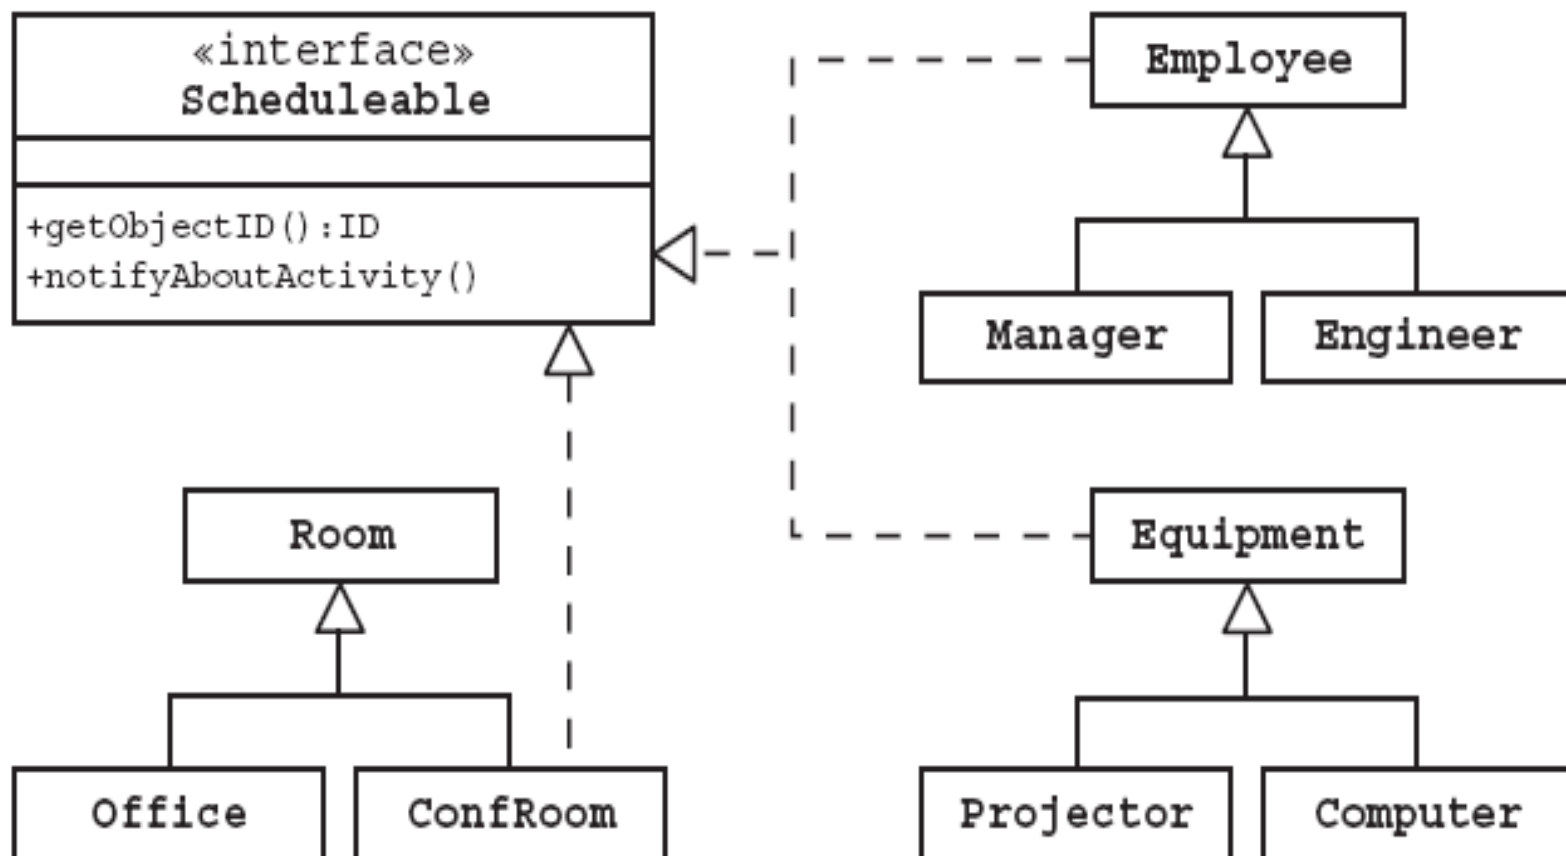 «interface»
Scheduleable
+getObjectID():ID
+notifyAboutActivity()
Employee
Manager
Engineer
Room
Equipment
Office
ConfRoom
Projector
Computer